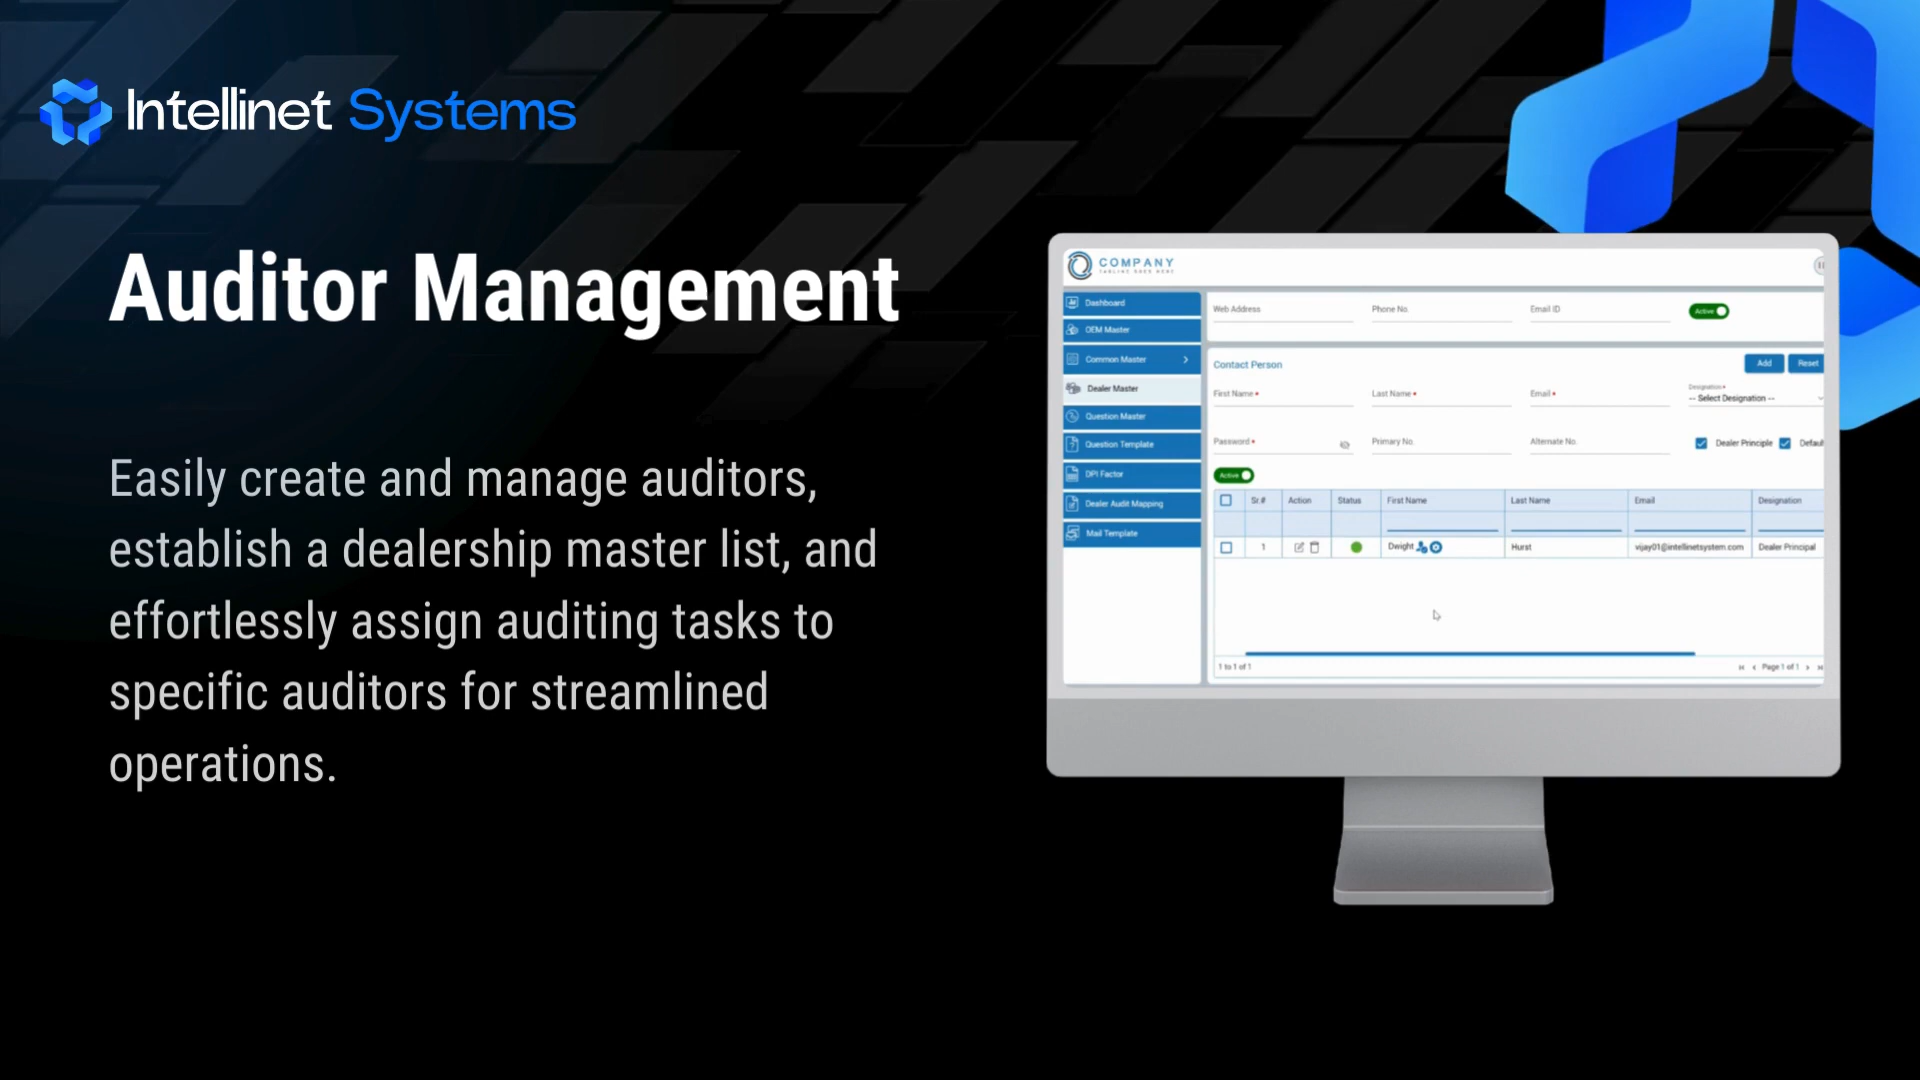 Intellinet Systems
Auditor Management
Easily create and manage auditors,
establish a dealership master list, and
effortlessly assign auditing tasks to
specific auditors for streamlined
operations.
COMPANY
TAGLINE GOES HERE
Dashboard
OEM Master
Common Master
Dealer Master
Question Master
Question Template
DPI Factor
Dealer Audit Mapping
Mail Template
Web Address Phone No. Email ID Active
Contact Person Add Reset
First Name • Last Name • Email • Designation •
-- Select Designation --
Password • Primary No. Alternate No. Dealer Principle Default
Active
Sr.# Action Status First Name Last Name Email Designation
1 Dwight Hurst vijay01@intellinetsystem.com Dealer Principal
1 to 1 of 1 Page 1 of 1